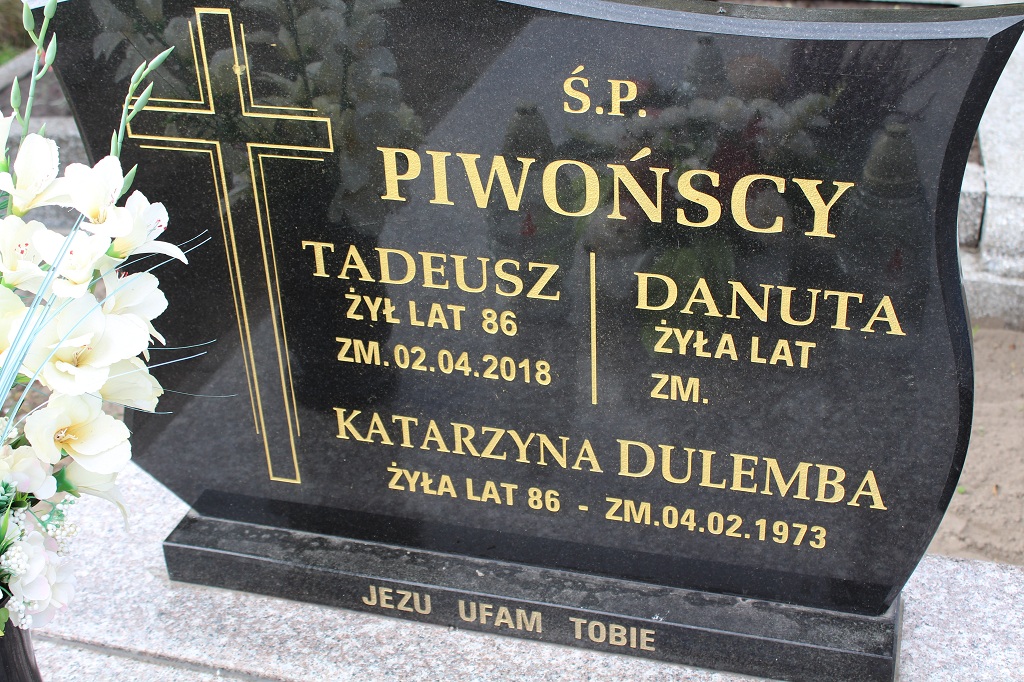 Ś.P.
PIWOŃSCY
TADEUSZ
ŻYŁ LAT 86
ZM. 02.04.2018
DANUTA
ŻYŁA LAT
ZM.
KATARZYNA DULEMBA
ŻYŁA LAT 86 - ZM.04.02.1973
JEZU UFAM TOBIE